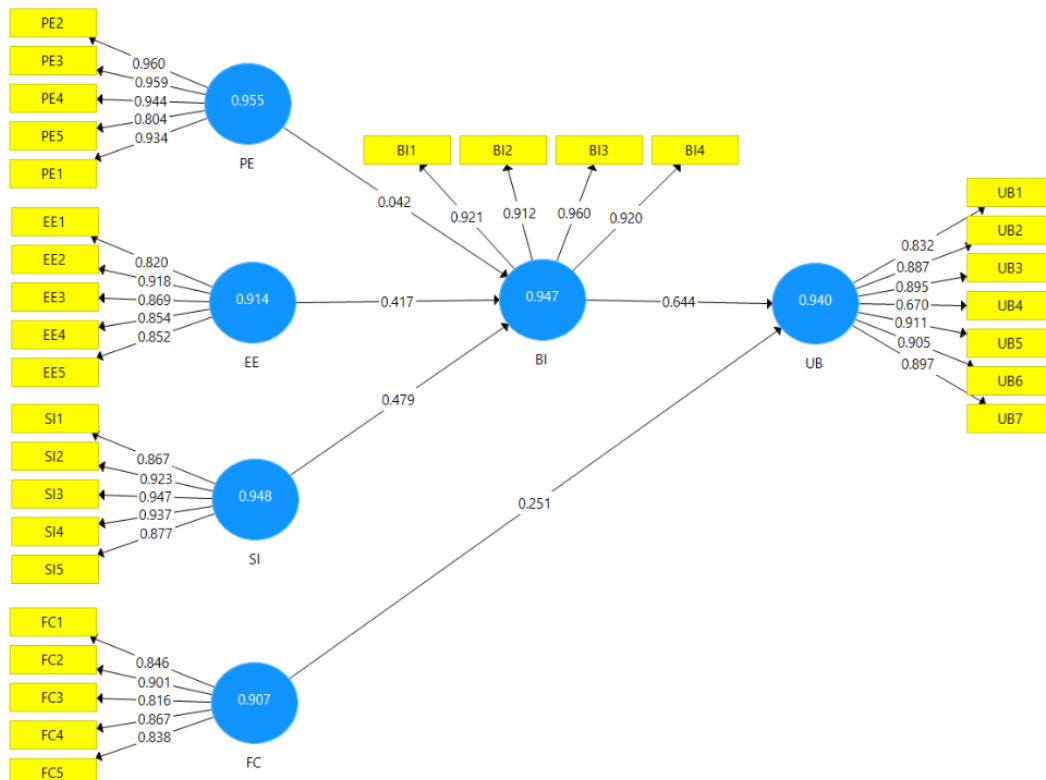 PE2
PE3
PE4
PE5
PE1
0.960
0.959
0.944
0.804
0.934
0.955
PE
EE1
EE2
EE3
EE4
EE5
0.820
0.918
0.869
0.854
0.852
0.914
EE
SI1
SI2
SI3
SI4
SI5
0.867
0.923
0.947
0.937
0.877
0.948
SI
FC1
FC2
FC3
FC4
FC5
0.846
0.901
0.816
0.867
0.838
0.907
FC
0.042
0.417
0.479
0.251
BI1
BI2
BI3
BI4
0.921
0.912
0.960
0.920
0.947
BI
0.644
0.940
UB
0.832
0.887
0.895
0.670
0.911
0.905
0.897
UB1
UB2
UB3
UB4
UB5
UB6
UB7